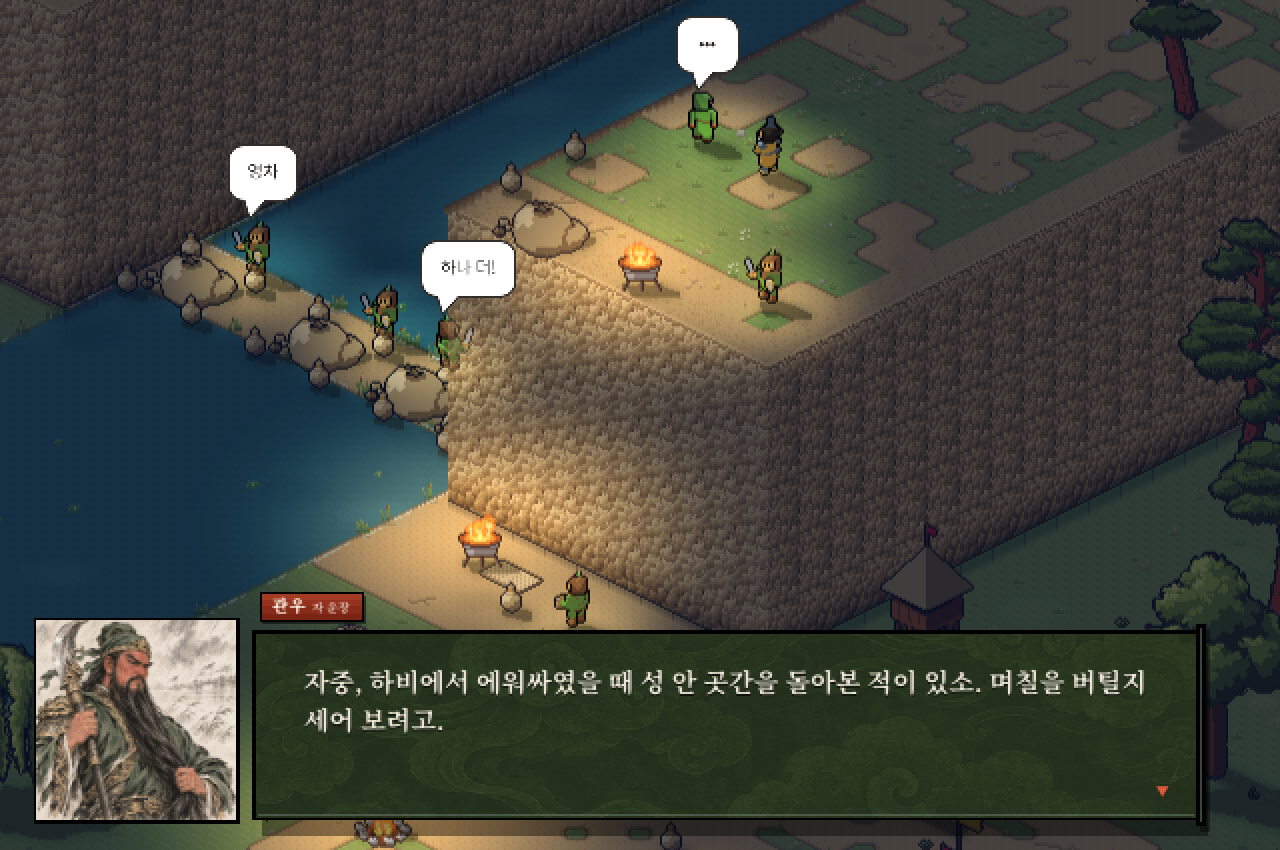 ...
영차
하나 더!
관우 자 운장
자중, 하비에서 에워싸였을 때 성 안 곳간을 돌아본 적이 있소. 며칠을 버틸지
세어 보려고.